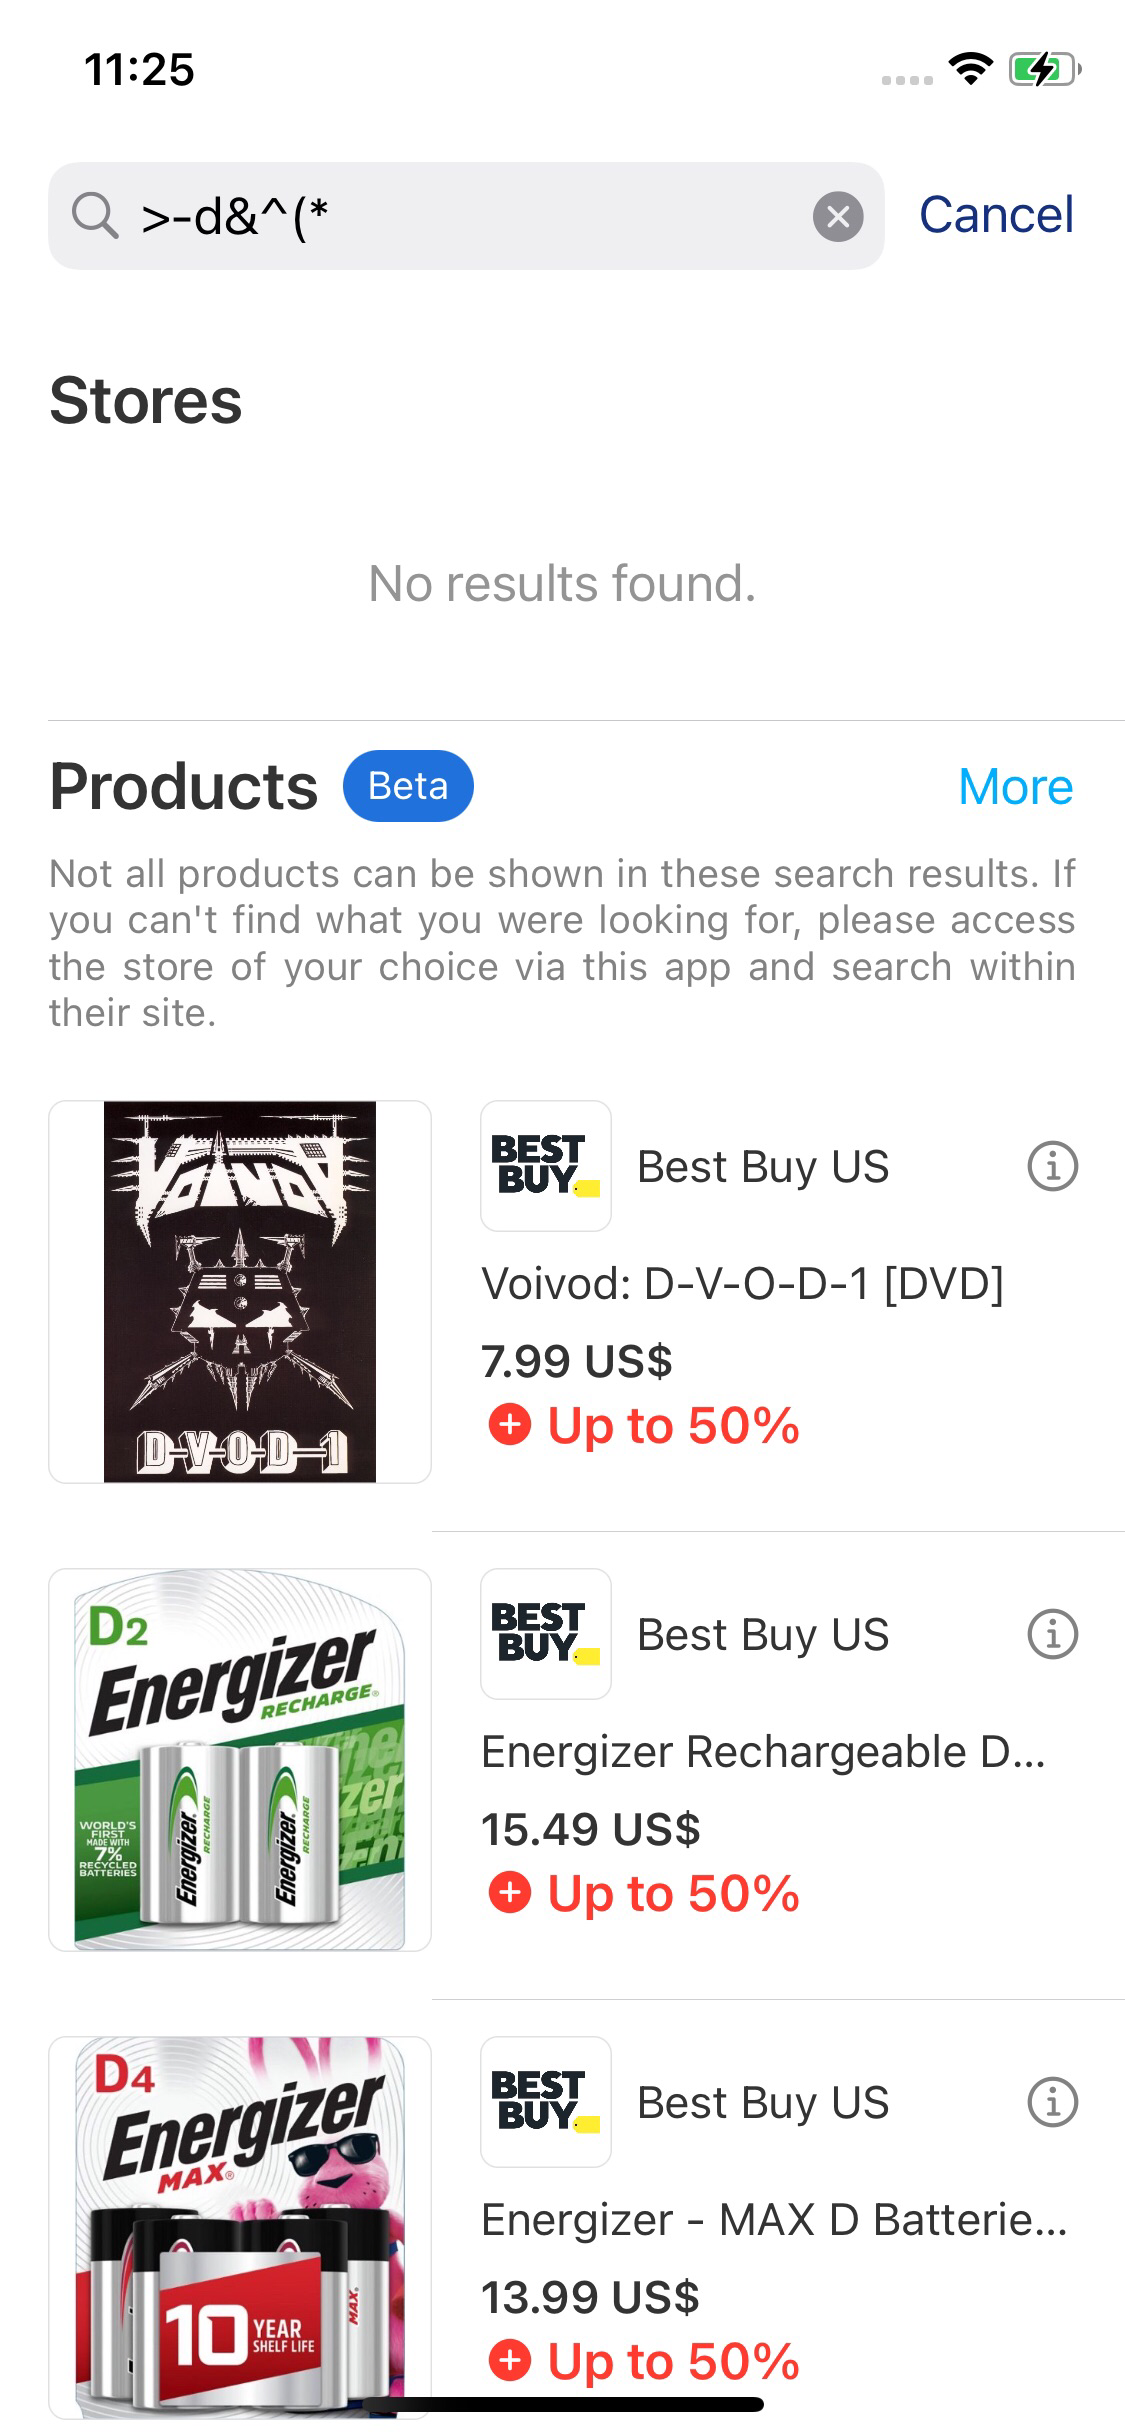 11:25
>-d&^(*
Cancel
Stores
No results found.
Products
Beta
More
Not all products can be shown in these search results. If
you can't find what you were looking for, please access
the store of your choice via this app and search within
their site.
VOIVOD
D-V-O-D-1
BEST
BUY
Best Buy US
Voivod: D-V-O-D-1 [DVD]
7.99 US$
Up to 50%
D2
Energizer
RECHARGE®
WORLD'S
FIRST
MADE WITH
7%
RECYCLED
BATTERIES
Energizer
RECHARGE
Energizer
RECHARGE
BEST
BUY
Best Buy US
Energizer Rechargeable D...
15.49 US$
Up to 50%
D4
Energizer
MAX®
10 YEAR
SHELF LIFE
MAX
BEST
BUY
Best Buy US
Energizer - MAX D Batterie...
13.99 US$
Up to 50%